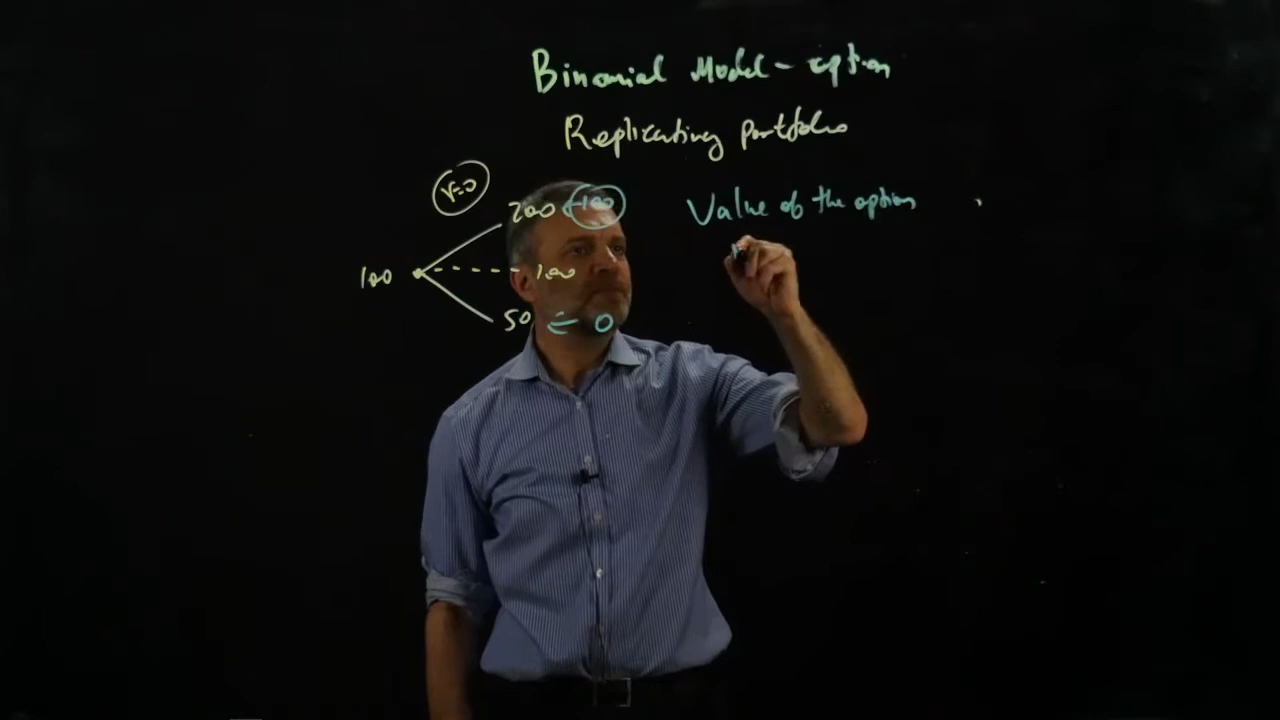 Binomial Model - option
Replicating portfolio
r=0
200 ← 100
Value of the option
100
100
50 ← 0